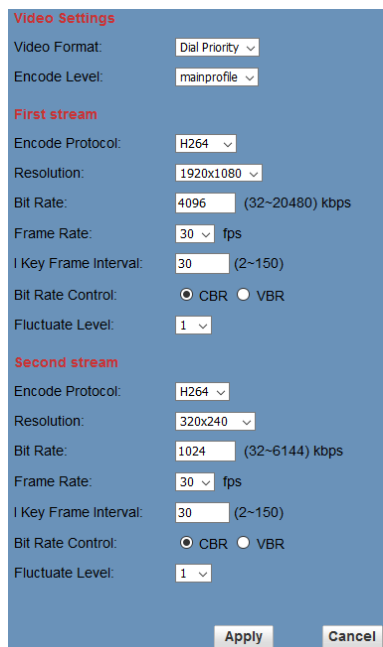 Video Settings
Video Format: Dial Priority
Encode Level: mainprofile
First stream
Encode Protocol: H264
Resolution: 1920x1080
Bit Rate: 4096 (32~20480) kbps
Frame Rate: 30 fps
I Key Frame Interval: 30 (2~150)
Bit Rate Control: CBR VBR
Fluctuate Level: 1
Second stream
Encode Protocol: H264
Resolution: 320x240
Bit Rate: 1024 (32~6144) kbps
Frame Rate: 30 fps
I Key Frame Interval: 30 (2~150)
Bit Rate Control: CBR VBR
Fluctuate Level: 1
Apply Cancel